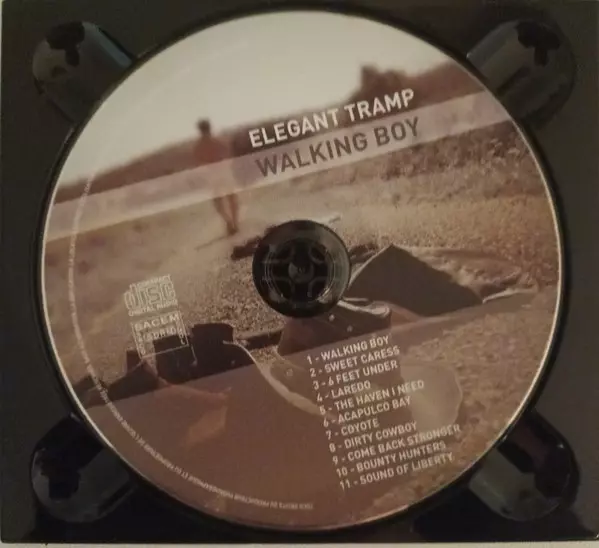 ELEGANT TRAMP
WALKING BOY
COMPACT
disc
DIGITAL AUDIO
SACEM
1 - WALKING BOY
2 - SWEET CARESS
3 - 6 FEET UNDER
4 - LAREDO
5 - THE HAVEN I NEED
6 - ACAPULCO BAY
7 - COYOTE
8 - DIRTY COWBOY
9 - COME BACK STRONGER
10 - BOUNTY HUNTERS
11 - SOUND OF LIBERTY